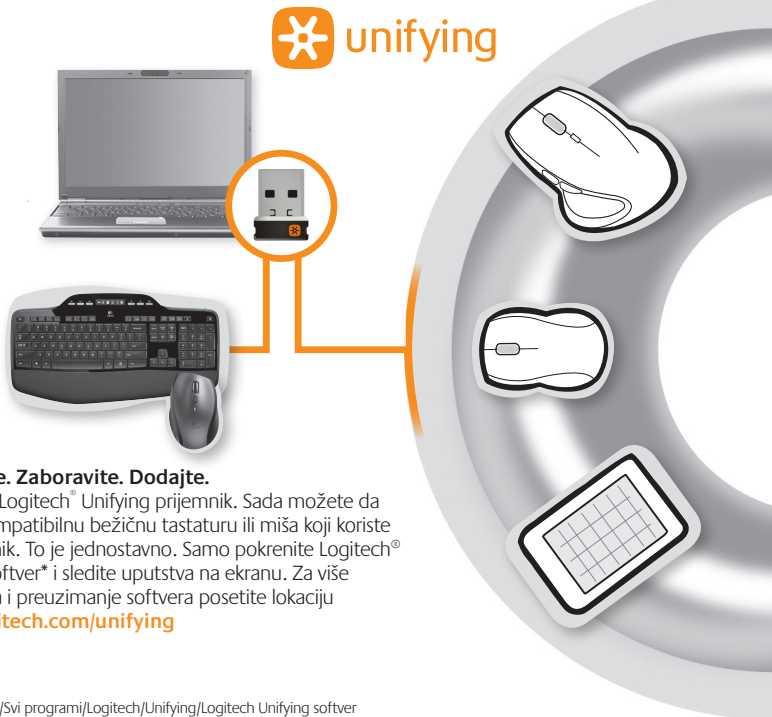 unifying
e. Zaboravite. Dodajte.
Logitech® Unifying prijemnik. Sada možete da
mpatibilnu bežičnu tastaturu ili miša koji koriste
nik. To je jednostavno. Samo pokrenite Logitech®
oftver* i sledite uputstva na ekranu. Za više
a i preuzimanje softvera posetite lokaciju
itech.com/unifying
/Svi programi/Logitech/Unifying/Logitech Unifying softver